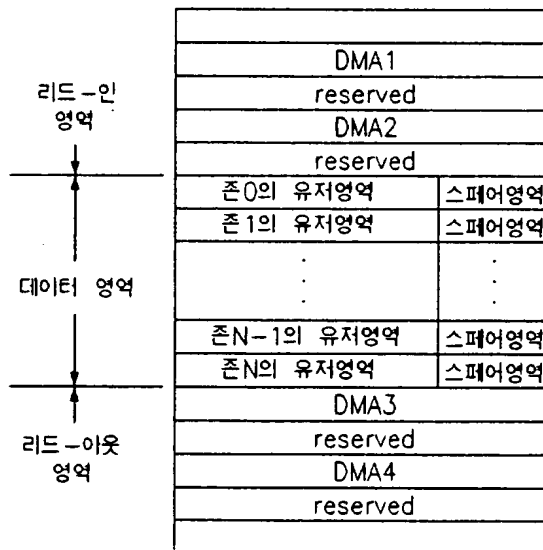 DMA1
리드-인
영역
reserved
DMA2
reserved
존0의 유저영역 스페어영역
존1의 유저영역 스페어영역
데이터 영역
존N-1의 유저영역 스페어영역
존N의 유저영역 스페어영역
DMA3
리드-아웃
영역
reserved
DMA4
reserved